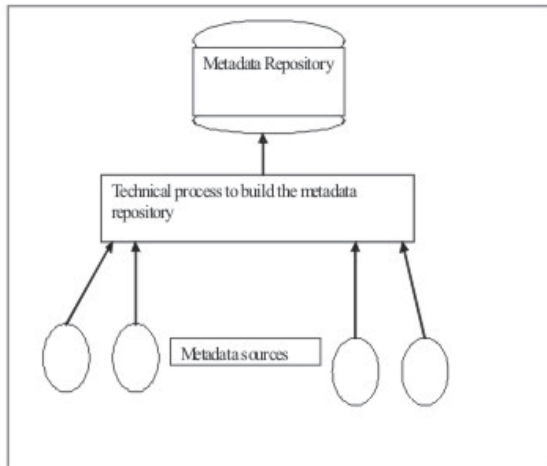 Metadata Repository
Technical process to build the metadata
repository
Metadata sources